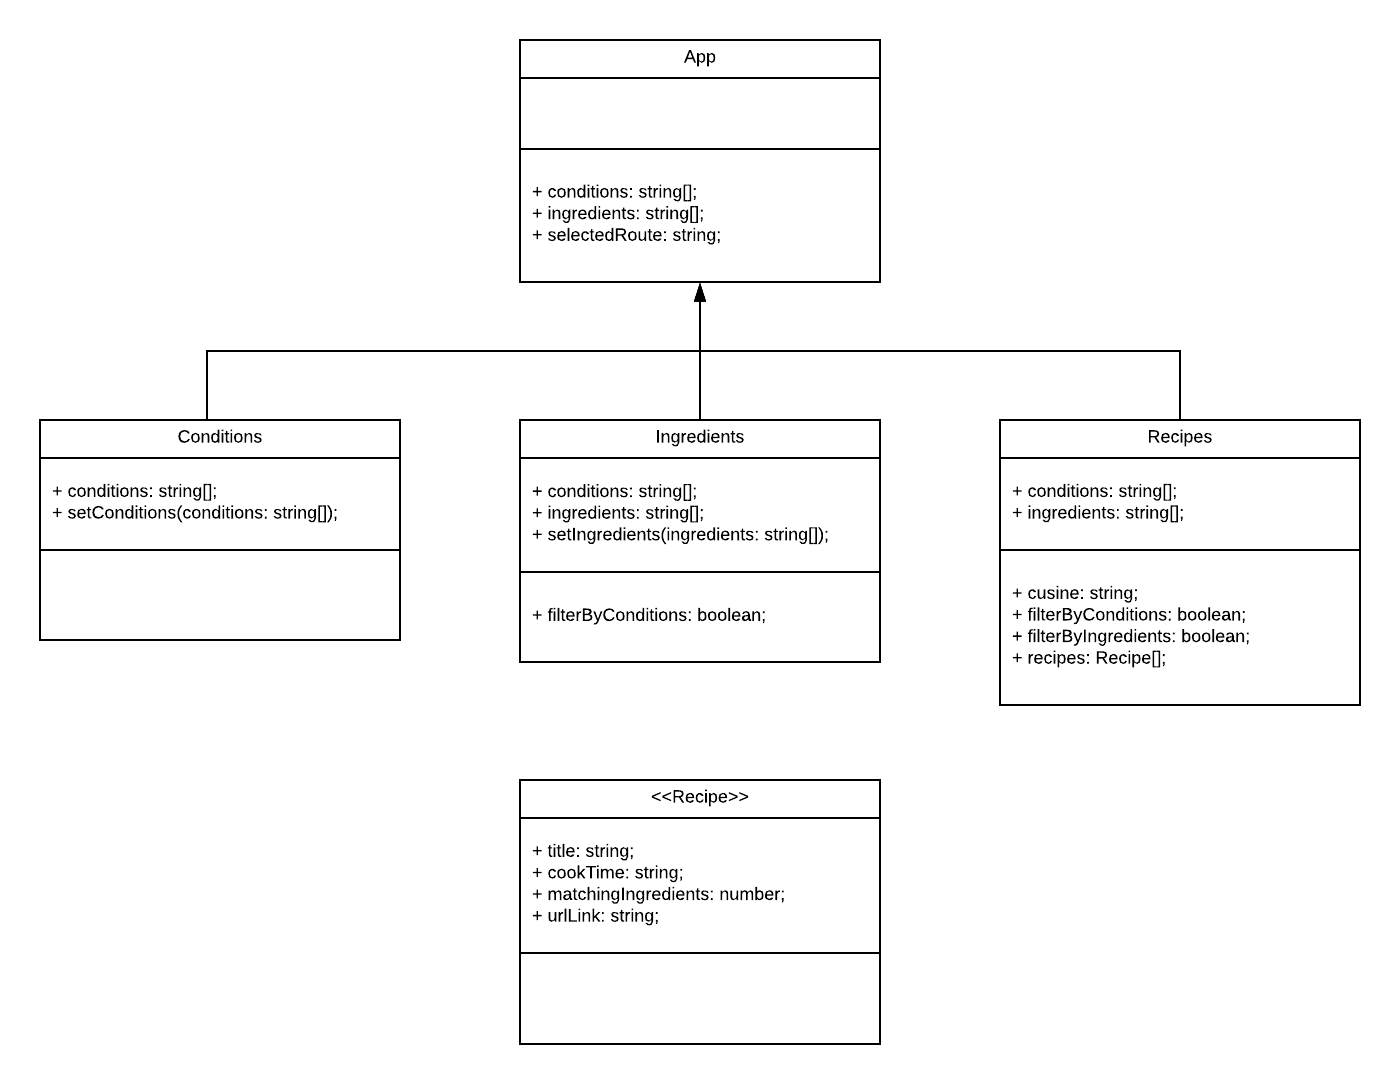 App
+ conditions: string[];
+ ingredients: string[];
+ selectedRoute: string;
Conditions
+ conditions: string[];
+ setConditions(conditions: string[]);
Ingredients
+ conditions: string[];
+ ingredients: string[];
+ setIngredients(ingredients: string[]);
+ filterByConditions: boolean;
Recipes
+ conditions: string[];
+ ingredients: string[];
+ cusine: string;
+ filterByConditions: boolean;
+ filterByIngredients: boolean;
+ recipes: Recipe[];
<<Recipe>>
+ title: string;
+ cookTime: string;
+ matchingIngredients: number;
+ urlLink: string;